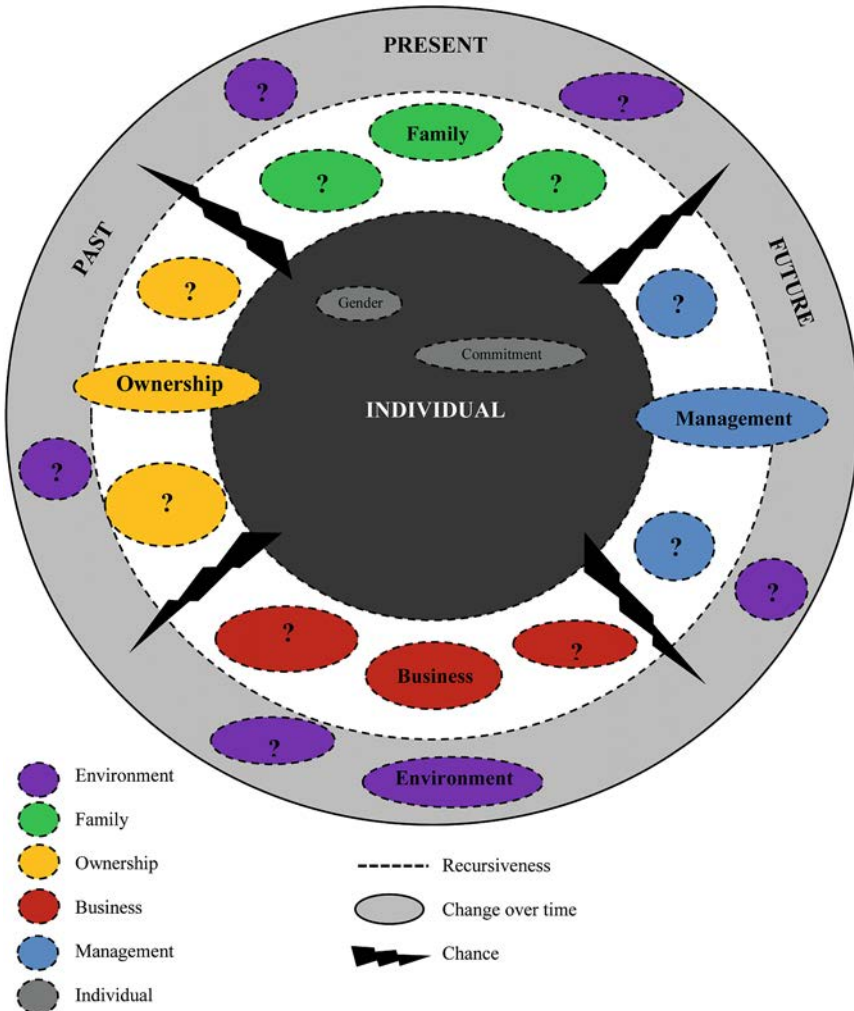 PRESENT
?
?
Family
?
?
PAST
FUTURE
?
?
Gender
Commitment
Ownership
INDIVIDUAL
Management
?
?
?
?
?
?
Business
?
Environment
Environment
Family
Ownership
Business
Management
Individual
Recursiveness
Change over time
Chance